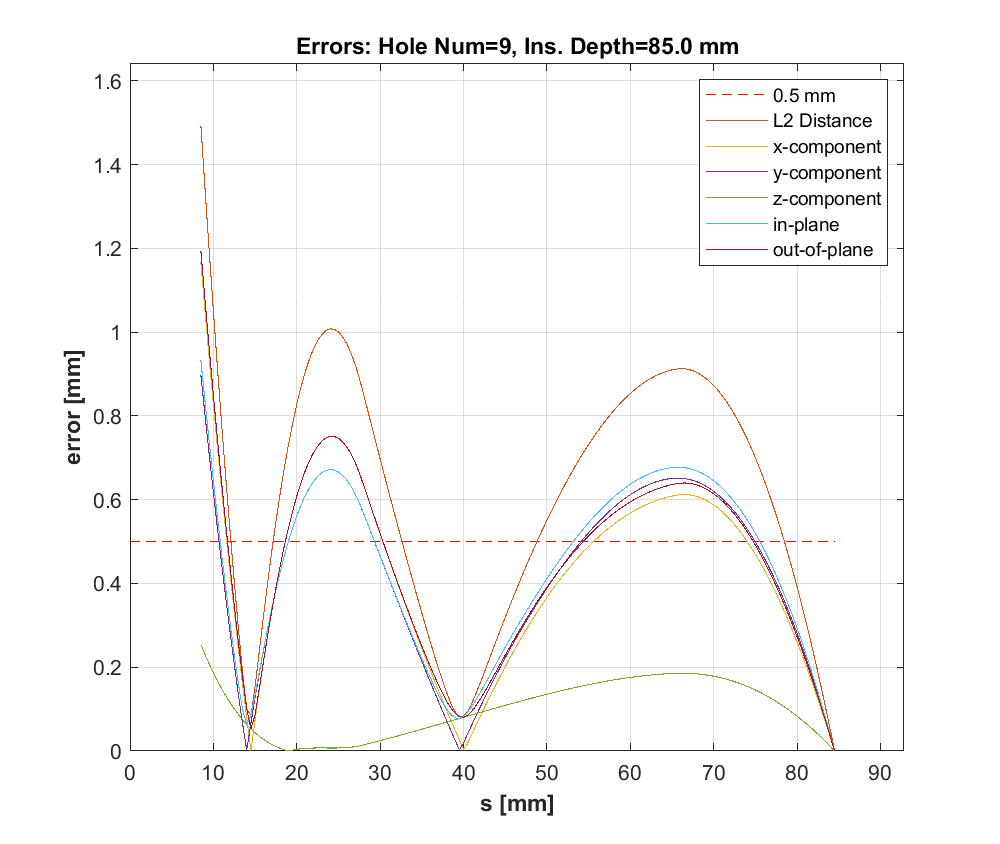 Errors: Hole Num=9, Ins. Depth=85.0 mm
1.6
1.4
1.2
1
0.8
0.6
0.4
0.2
0
error [mm]
0.5 mm
L2 Distance
x-component
y-component
z-component
in-plane
out-of-plane
0 10 20 30 40 50 60 70 80 90
s [mm]